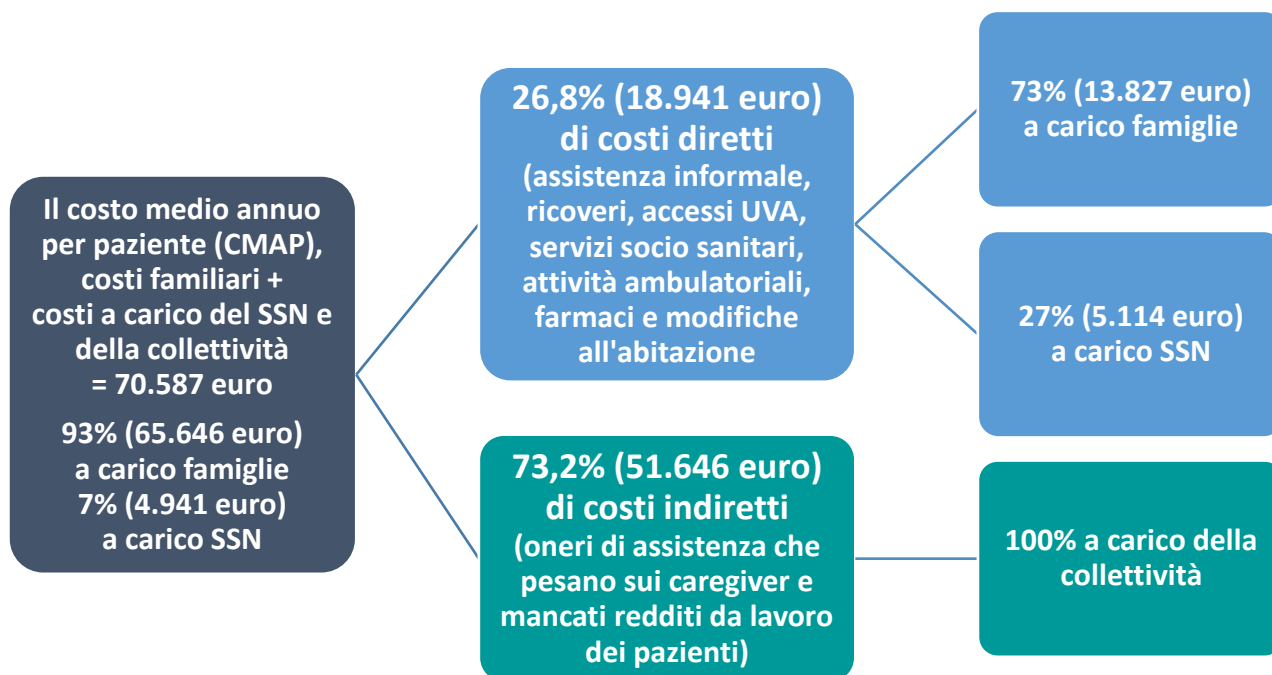 Il costo medio annuo
per paziente (CMAP),
costi familiari +
costi a carico del SSN e
della collettività
= 70.587 euro
93% (65.646 euro)
a carico famiglie
7% (4.941 euro)
a carico SSN
26,8% (18.941 euro)
di costi diretti
(assistenza informale,
ricoveri, accessi UVA,
servizi socio sanitari,
attività ambulatoriali,
farmaci e modifiche
all'abitazione
73% (13.827 euro)
a carico famiglie
27% (5.114 euro)
a carico SSN
73,2% (51.646 euro)
di costi indiretti
(oneri di assistenza che
pesano sui caregiver e
mancati redditi da lavoro
dei pazienti)
100% a carico della
collettività